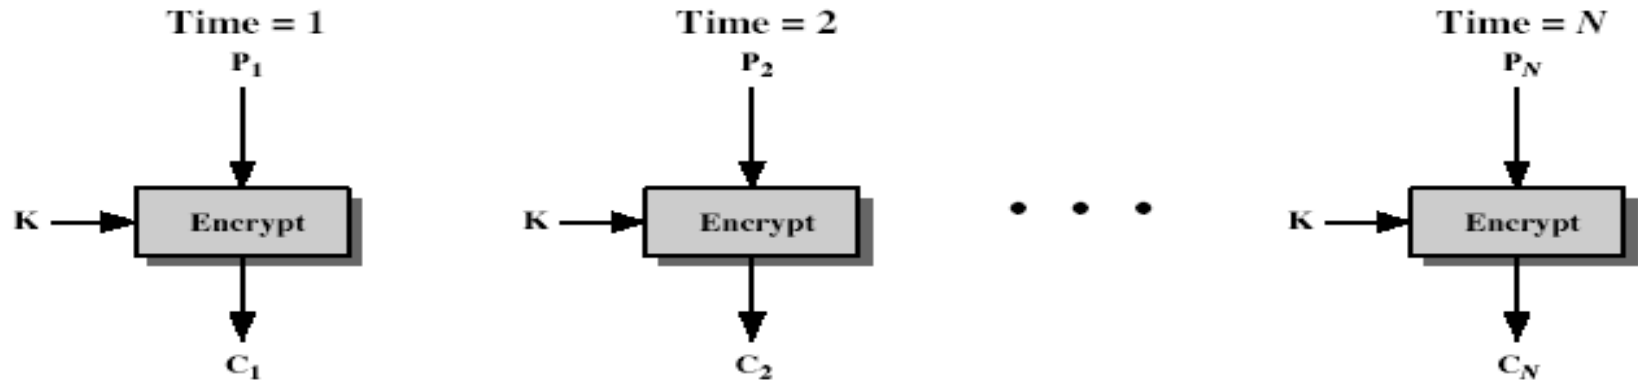 Time = 1 Time = 2 Time = N
P1 P2 PN
K Encrypt K Encrypt K Encrypt
C1 C2 CN